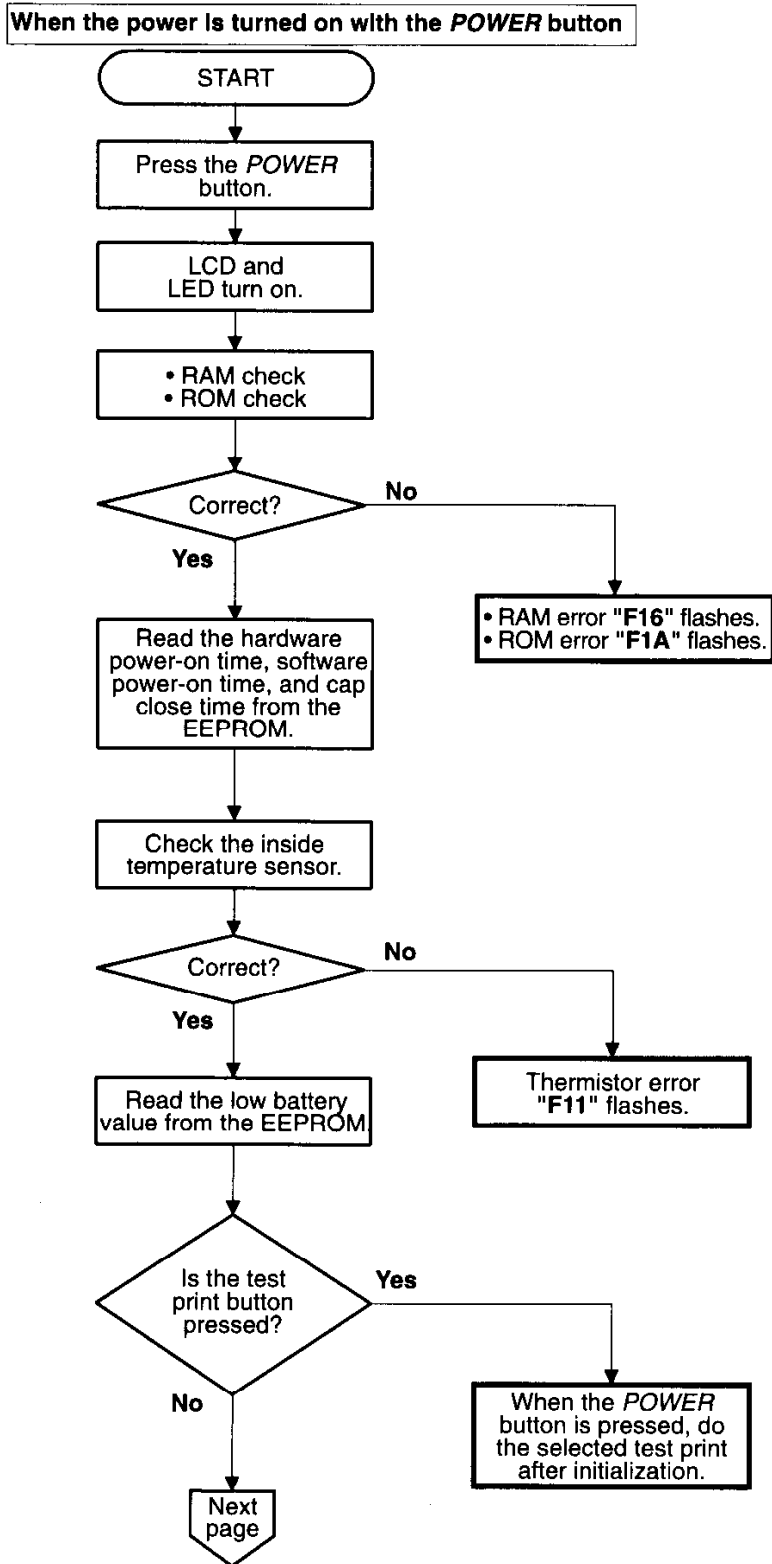 When the power is turned on with the POWER button
START
Press the POWER
button.
LCD and
LED turn on.
• RAM check
• ROM check
Correct?
No
Yes
• RAM error "F16" flashes.
• ROM error "F1A" flashes.
Read the hardware
power-on time, software
power-on time, and cap
close time from the
EEPROM.
Check the inside
temperature sensor.
Correct?
No
Yes
Thermistor error
"F11" flashes.
Read the low battery
value from the EEPROM.
Is the test
print button
pressed?
Yes
No
When the POWER
button is pressed, do
the selected test print
after initialization.
Next
page